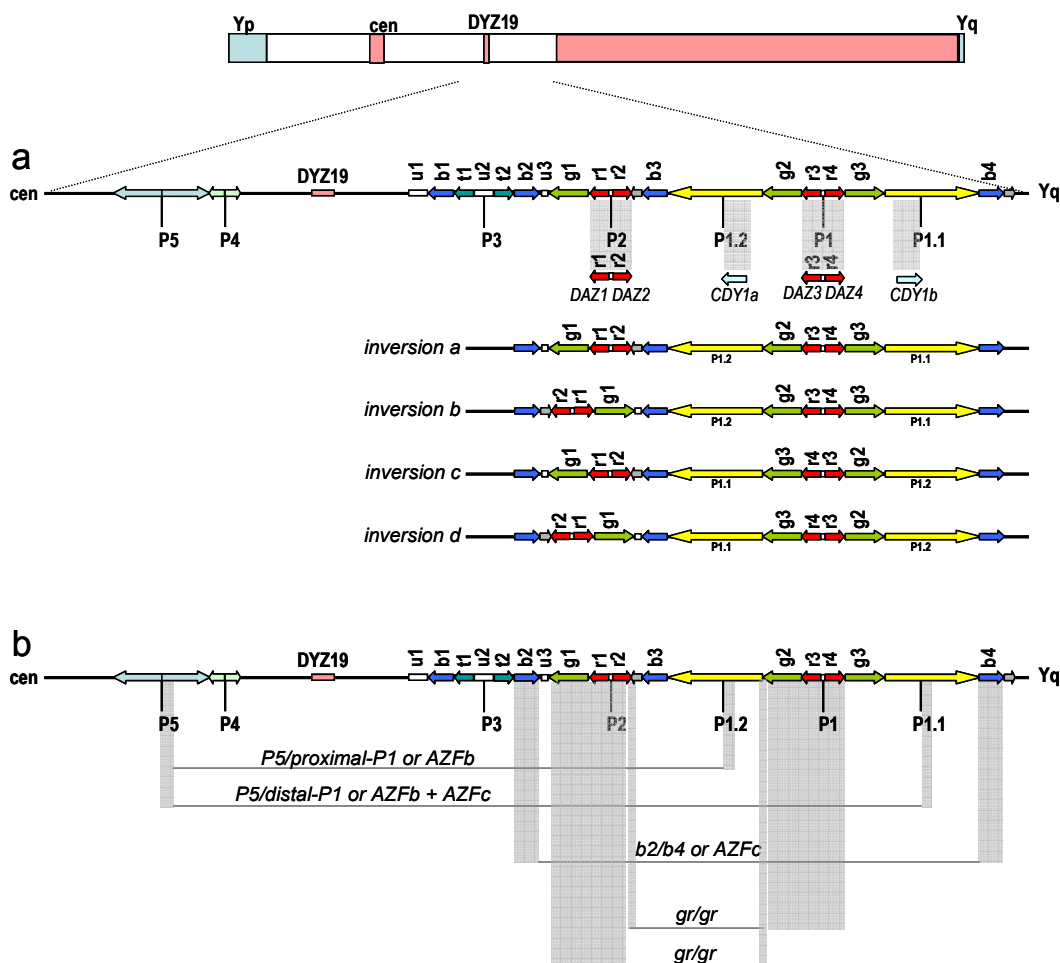 Yp cen DYZ19 Yq
a
u1 b1 t1 u2 t2 b2 u3 g1 r1 r2 b3 g2 r3 r4 g3 b4
cen DYZ19 Yq
P5 P4 P3 P2 P1.2 P1 P1.1
r1 r2 r3 r4
DAZ1 DAZ2 CDY1a DAZ3 DAZ4 CDY1b
g1 r1 r2 g2 r3 r4 g3
inversion a
P1.2 P1.1
r2 r1 g1 g2 r3 r4 g3
inversion b
P1.2 P1.1
g1 r1 r2 g3 r4 r3 g2
inversion c
P1.1 P1.2
r2 r1 g1 g3 r4 r3 g2
inversion d
P1.1 P1.2
b
u1 b1 t1 u2 t2 b2 u3 g1 r1 r2 b3 g2 r3 r4 g3 b4
cen DYZ19 Yq
P5 P4 P3 P2 P1.2 P1 P1.1
P5/proximal-P1 or AZFb
P5/distal-P1 or AZFb + AZFc
b2/b4 or AZFc
gr/gr
gr/gr